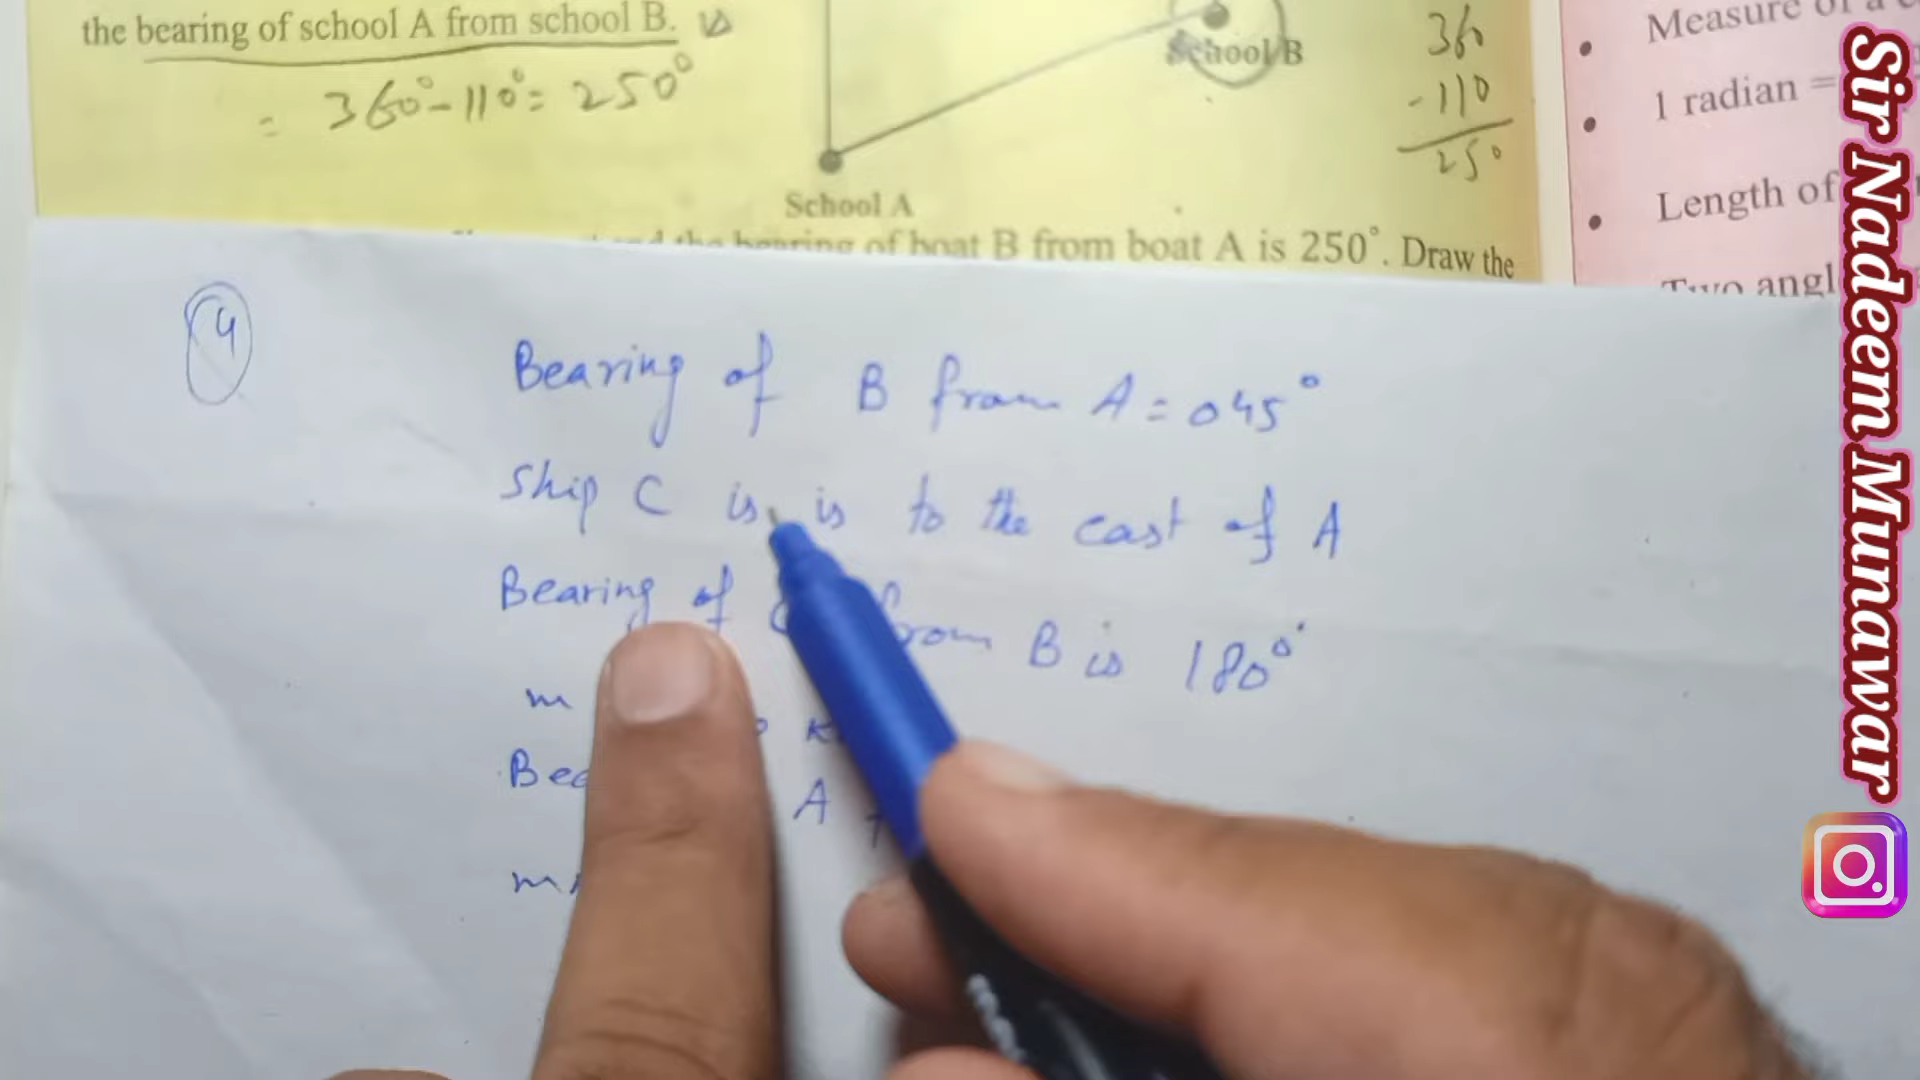 the bearing of school A from school B. is
= 360° - 110° = 250°
School B
School A
360
- 110
250
Measure of a
1 radian =
Length of
Two angl
bearing of boat B from boat A is 250°. Draw the
4
Bearing of B from A = 045°
Ship C is is to the east of A
Bearing of from B is 180°
m
A
Sir Nadeem Munawar